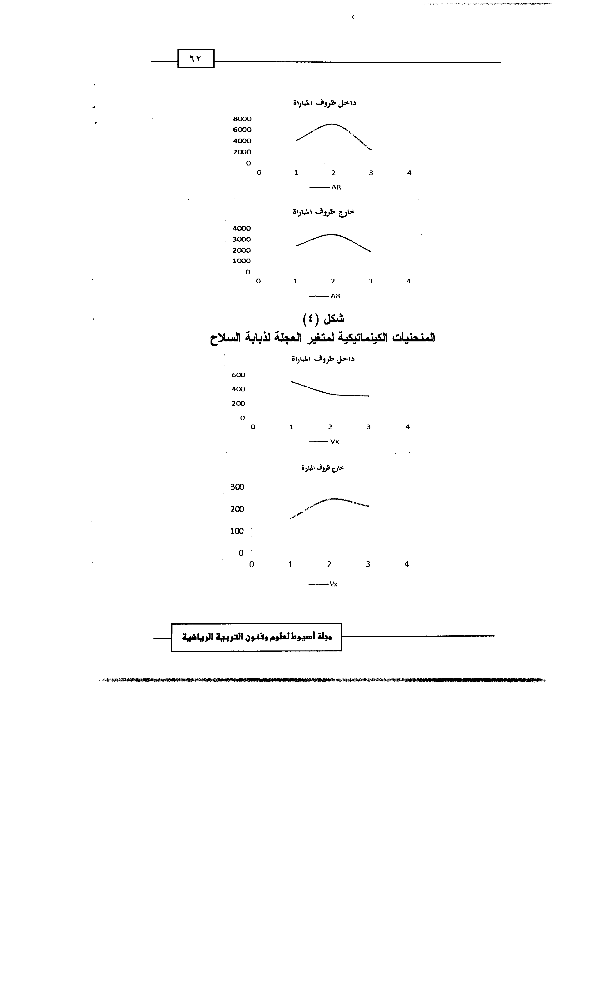 ٦٢
داخل ظروف المباراة
8000
6000
4000
2000
0
0 1 2 3 4
AR
خارج ظروف المباراة
4000
3000
2000
1000
0
0 1 2 3 4
AR
شكل (٤)
المنحنيات الكينماتيكية لمتغير العجلة لذبابة السلاح
داخل ظروف المباراة
600
400
200
0
0 1 2 3 4
Vx
خارج ظروف المباراة
300
200
100
0
0 1 2 3 4
Vx
مجلة أسيوط لعلوم وفنون التربية الرياضية